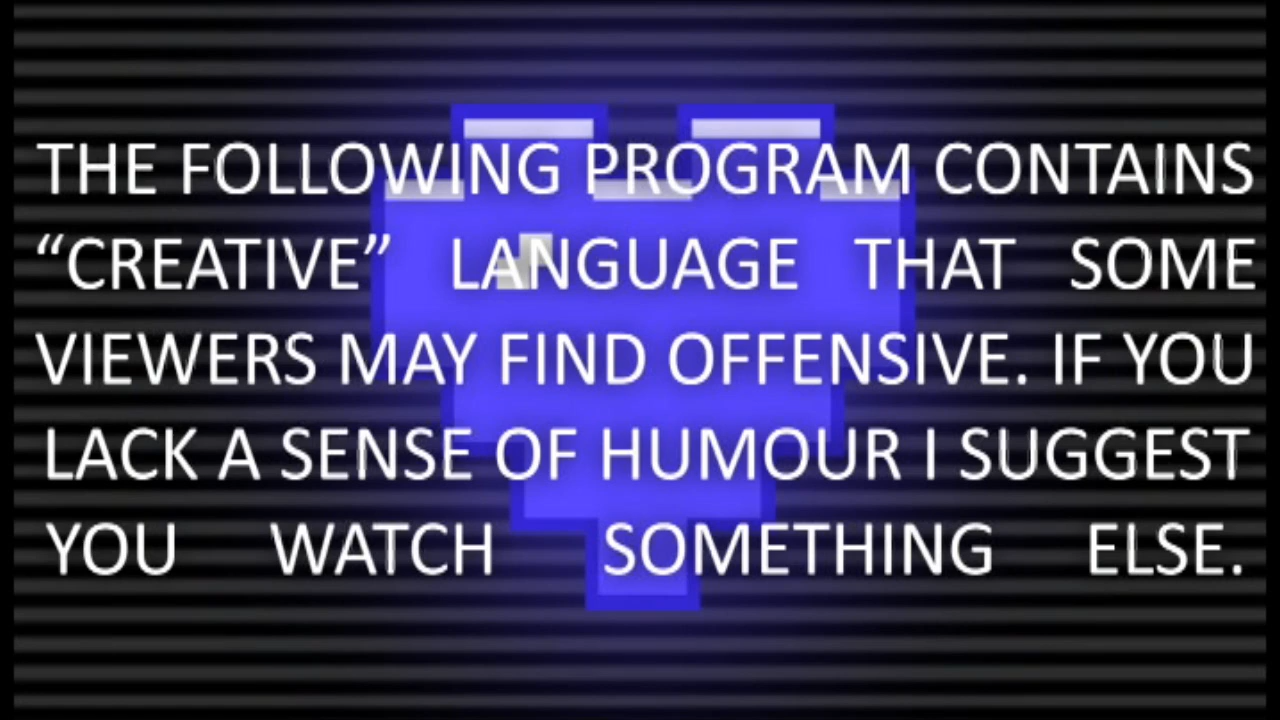 THE FOLLOWING PROGRAM CONTAINS
“CREATIVE” LANGUAGE THAT SOME
VIEWERS MAY FIND OFFENSIVE. IF YOU
LACK A SENSE OF HUMOUR I SUGGEST
YOU WATCH SOMETHING ELSE.